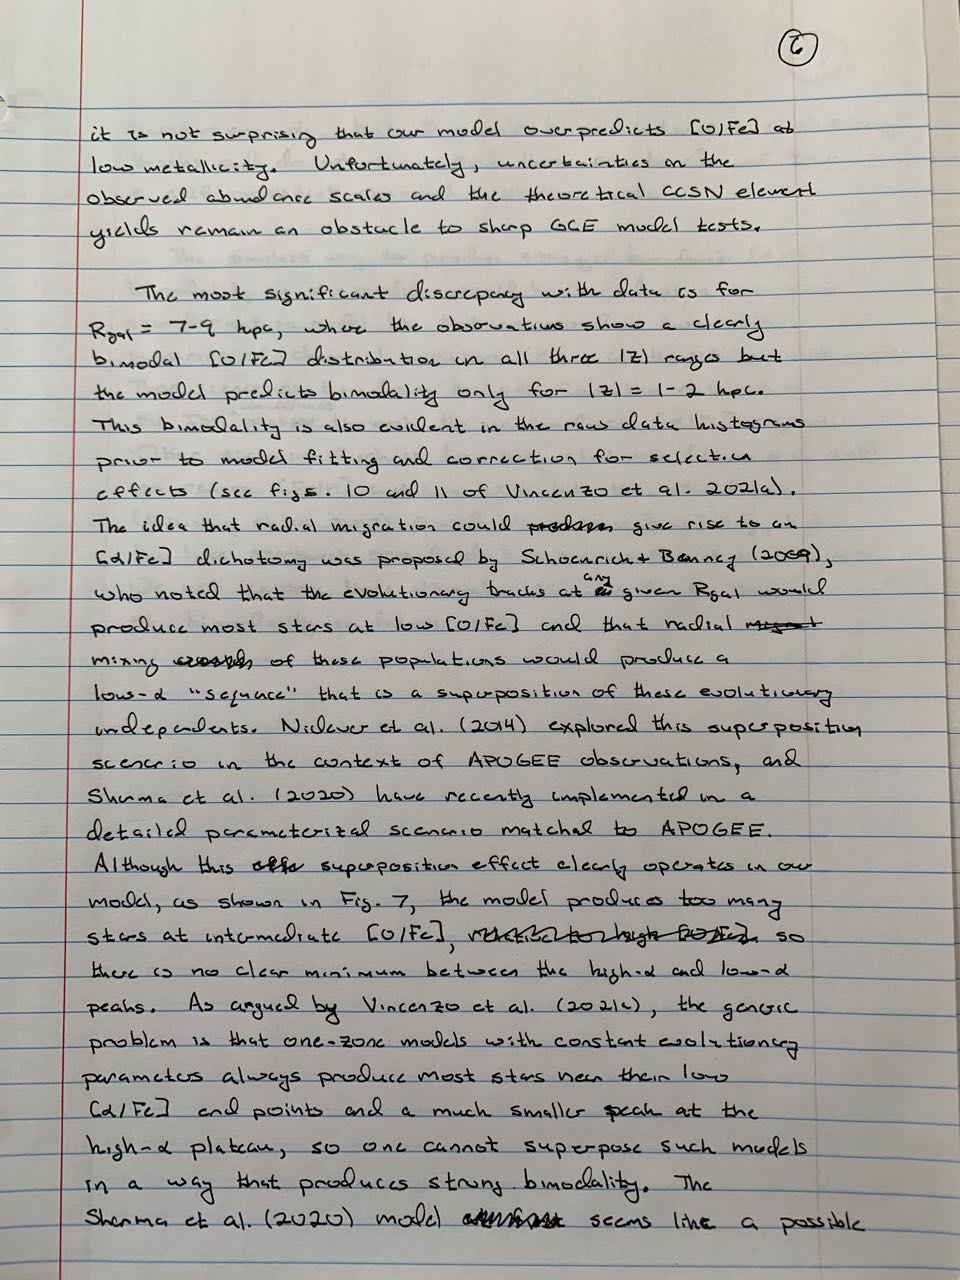 6
it is not surprising that our model overpredicts [O/Fe] at
low metallicity. Unfortunately, uncertainties on the
observed abundance scales and the theoretical CCSN element
yields remain an obstacle to sharp GCE model tests.
The most significant discrepancy with data is for
Rgal = 7-9 kpc, where the observations show a clearly
bimodal [O/Fe] distribution in all three |Z| ranges but
the model predicts bimodality only for |Z| = 1-2 kpc.
This bimodality is also evident in the raw data histograms
prior to model fitting and correction for selection
effects (see figs. 10 and 11 of Vincenzo et al. 2021a).
The idea that radial migration could give rise to an
[α/Fe] dichotomy was proposed by Schoenrich + Binney (2009),
who noted that the evolutionary tracks at any given Rgal would
produce most stars at low [O/Fe] and that radial
mixing of these populations would produce a
low-α "sequence" that is a superposition of these evolutionary
endpoints. Nidever et al. (2014) explored this superposition
scenario in the context of APOGEE observations, and
Sharma et al. (2020) have recently implemented in a
detailed parameterized scenario matched to APOGEE.
Although this superposition effect clearly operates in our
model, as shown in Fig. 7, the model produces too many
stars at intermediate [O/Fe], so
there is no clear minimum between the high-α and low-α
peaks. As argued by Vincenzo et al. (2021c), the generic
problem is that one-zone models with constant evolutionary
parameters always produce most stars near their low
[α/Fe] end points and a much smaller peak at the
high-α plateau, so one cannot superpose such models
in a way that produces strong bimodality. The
Sharma et al. (2020) model seems like a possible